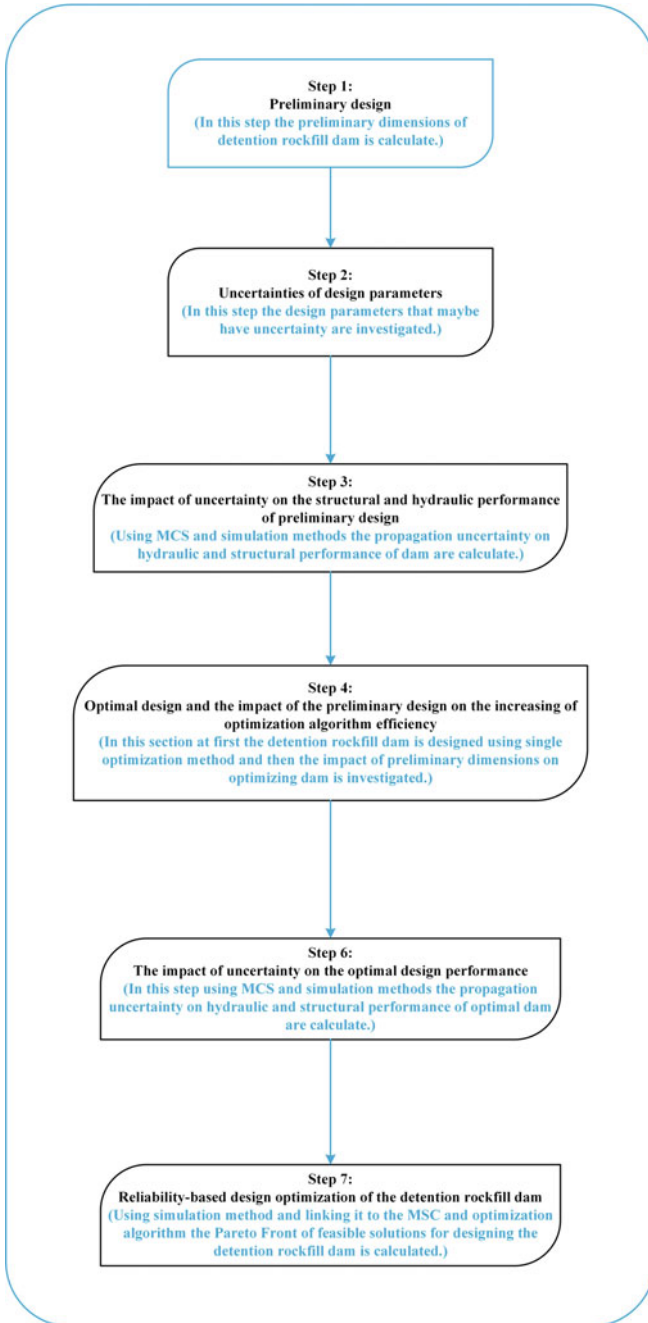 Step 1:
Preliminary design
(In this step the preliminary dimensions of
detention rockfill dam is calculate.)
Step 2:
Uncertainties of design parameters
(In this step the design parameters that maybe
have uncertainty are investigated.)
Step 3:
The impact of uncertainty on the structural and hydraulic performance
of preliminary design
(Using MCS and simulation methods the propagation uncertainty on
hydraulic and structural performance of dam are calculate.)
Step 4:
Optimal design and the impact of the preliminary design on the increasing of
optimization algorithm efficiency
(In this section at first the detention rockfill dam is designed using single
optimization method and then the impact of preliminary dimensions on
optimizing dam is investigated.)
Step 6:
The impact of uncertainty on the optimal design performance
(In this step using MCS and simulation methods the propagation
uncertainty on hydraulic and structural performance of optimal dam
are calculate.)
Step 7:
Reliability-based design optimization of the detention rockfill dam
(Using simulation method and linking it to the MSC and optimization
algorithm the Pareto Front of feasible solutions for designing the
detention rockfill dam is calculated.)